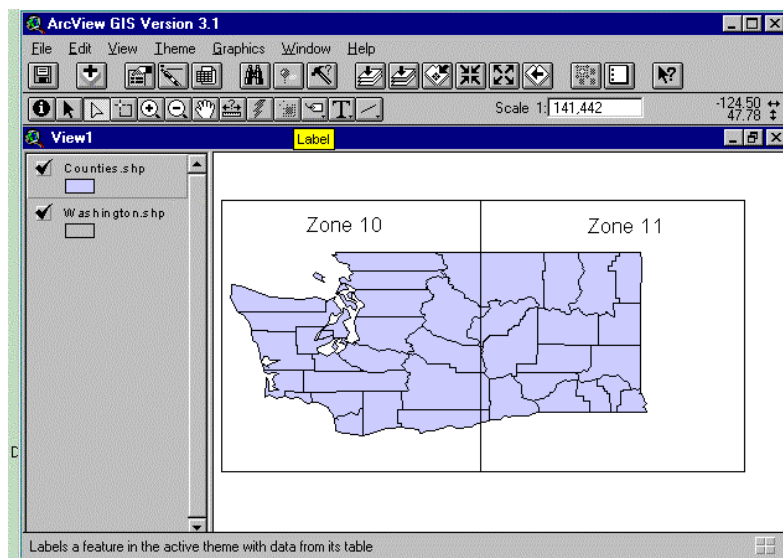 ArcView GIS Version 3.1
File Edit View Theme Graphics Window Help
Scale 1: 141,442
-124.50
47.78
View1
Label
Counties.shp
Washington.shp
Zone 10
Zone 11
D
Labels a feature in the active theme with data from its table